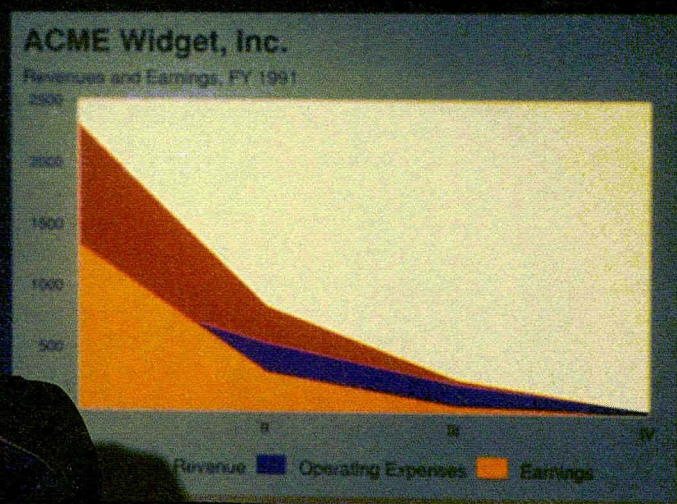 ACME Widget, Inc.
Revenues and Earnings, FY 1991
2500
2000
1500
1000
500
II
III
IV
Revenue Operating Expenses Earnings